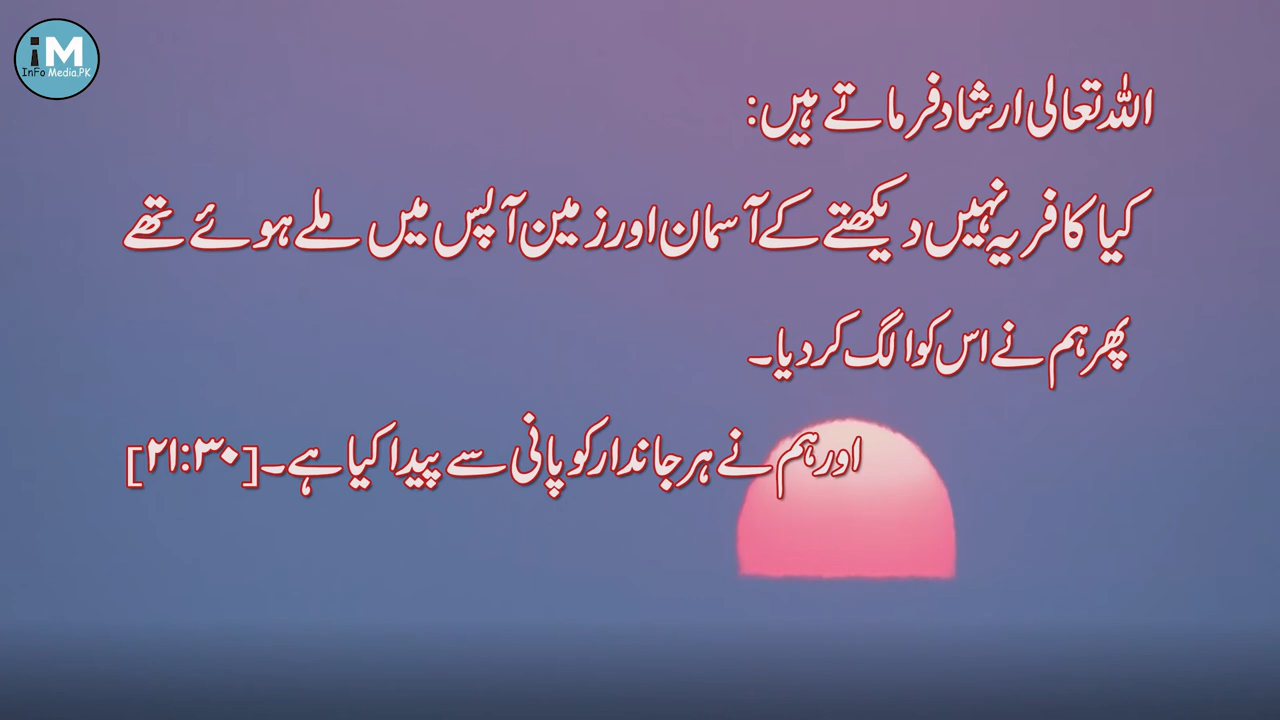 iM
InFo Media.PK
اللہ تعالی ارشاد فرماتے ہیں:
کیا کافر یہ نہیں دیکھتے کے آسمان اور زمین آپس میں ملے ہوئے تھے
پھر ہم نے اس کو الگ کر دیا۔
اور ہم نے ہر جاندار کو پانی سے پیدا کیا ہے۔[۲۱:۳۰]